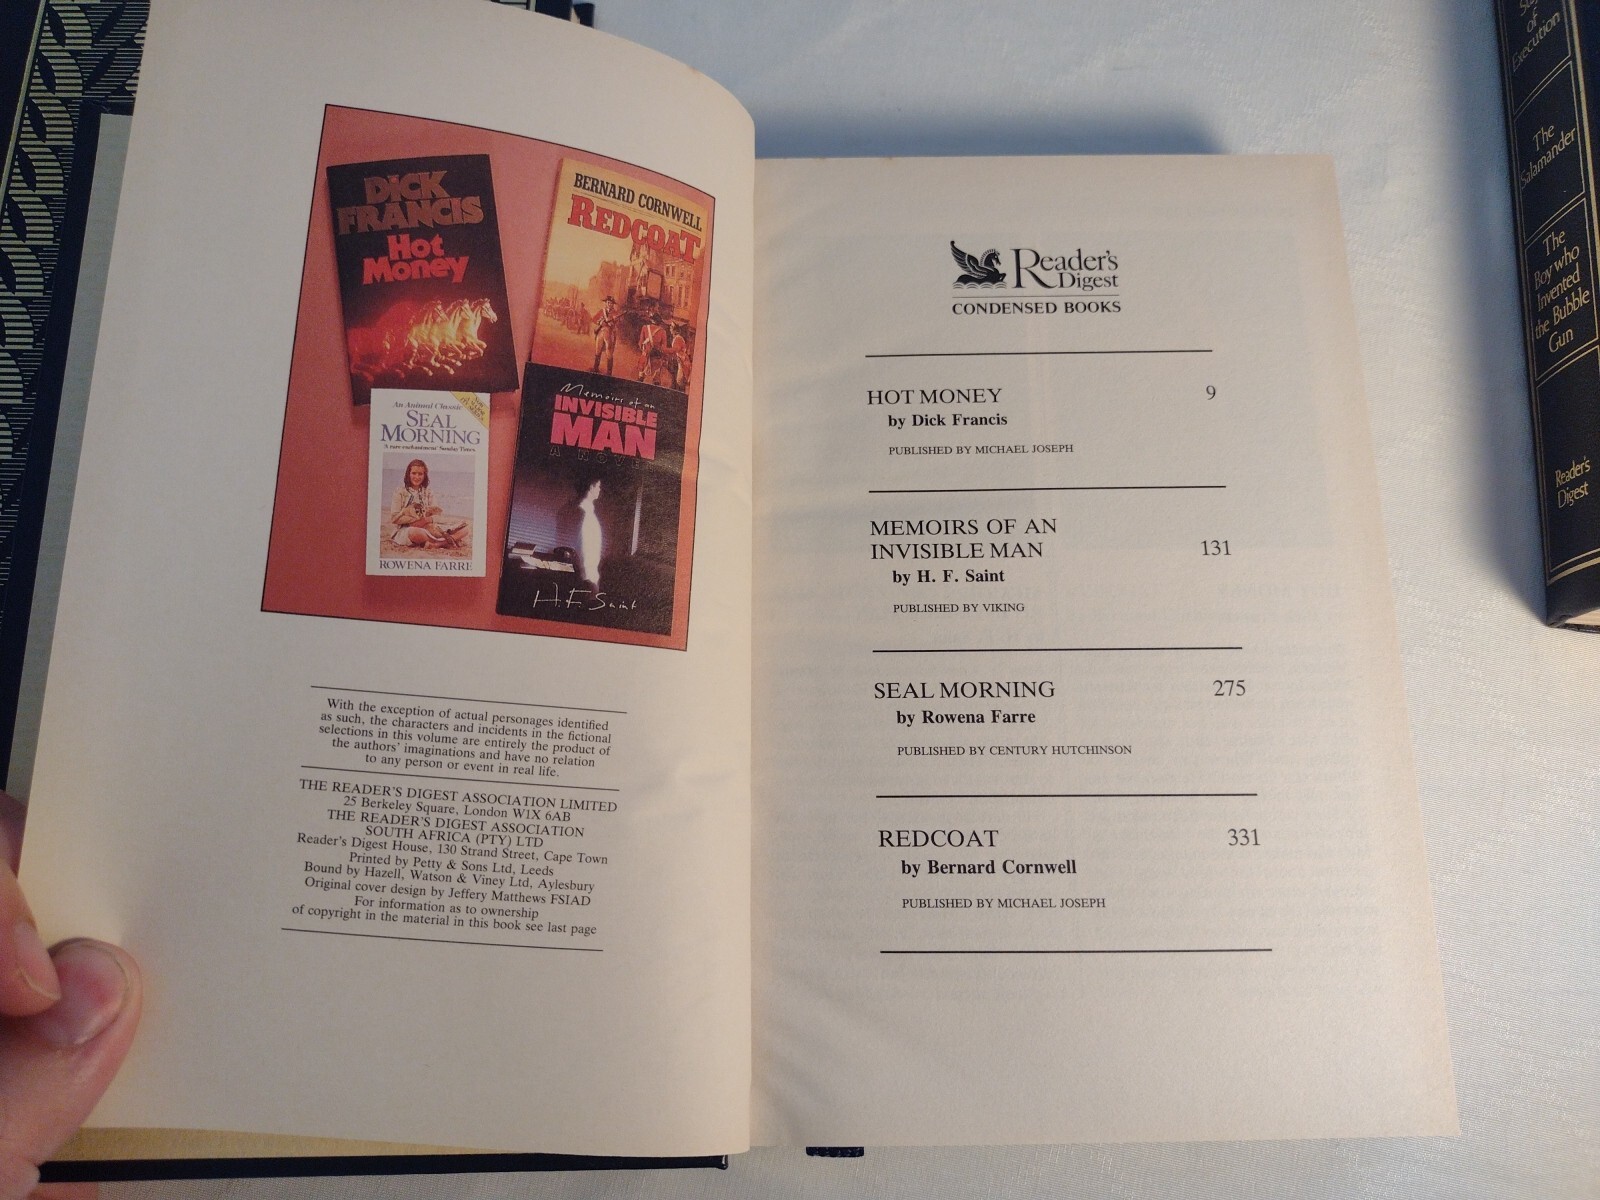 DICK
FRANCIS
Hot
Money
BERNARD CORNWELL
REDCOAT
An Animal Classic
SEAL
MORNING
A rare enchantment Sunday Times
ROWENA FARRE
Memoirs of an
INVISIBLE
MAN
A NOVEL
H. F. Saint
With the exception of actual personages identified
as such, the characters and incidents in the fictional
selections in this volume are entirely the product of
the authors' imaginations and have no relation
to any person or event in real life.
THE READER'S DIGEST ASSOCIATION LIMITED
25 Berkeley Square, London W1X 6AB
THE READER'S DIGEST ASSOCIATION
SOUTH AFRICA (PTY) LTD
Reader's Digest House, 130 Strand Street, Cape Town
Printed by Petty & Sons Ltd, Leeds
Bound by Hazell, Watson & Viney Ltd, Aylesbury
Original cover design by Jeffery Matthews FSIAD
For information as to ownership
of copyright in the material in this book see last page
Reader's
Digest
CONDENSED BOOKS
HOT MONEY 9
by Dick Francis
PUBLISHED BY MICHAEL JOSEPH
MEMOIRS OF AN
INVISIBLE MAN 131
by H. F. Saint
PUBLISHED BY VIKING
SEAL MORNING 275
by Rowena Farre
PUBLISHED BY CENTURY HUTCHINSON
REDCOAT 331
by Bernard Cornwell
PUBLISHED BY MICHAEL JOSEPH
of
Execution
The
Salamander
The
Boy who
Invented
the Bubble
Gun
Reader's
Digest